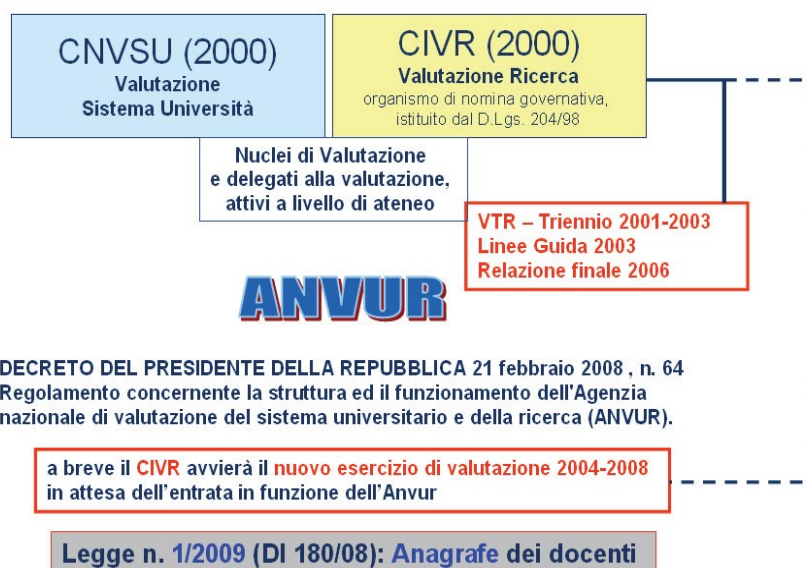 CNVSU (2000)
Valutazione
Sistema Università
CIVR (2000)
Valutazione Ricerca
organismo di nomina governativa,
istituito dal D.Lgs. 204/98
Nuclei di Valutazione
e delegati alla valutazione,
attivi a livello di ateneo
VTR – Triennio 2001-2003
Linee Guida 2003
Relazione finale 2006
ANVUR
DECRETO DEL PRESIDENTE DELLA REPUBBLICA 21 febbraio 2008 , n. 64
Regolamento concernente la struttura ed il funzionamento dell'Agenzia
nazionale di valutazione del sistema universitario e della ricerca (ANVUR).
a breve il CIVR avvierà il nuovo esercizio di valutazione 2004-2008
in attesa dell'entrata in funzione dell'Anvur
Legge n. 1/2009 (Dl 180/08): Anagrafe dei docenti